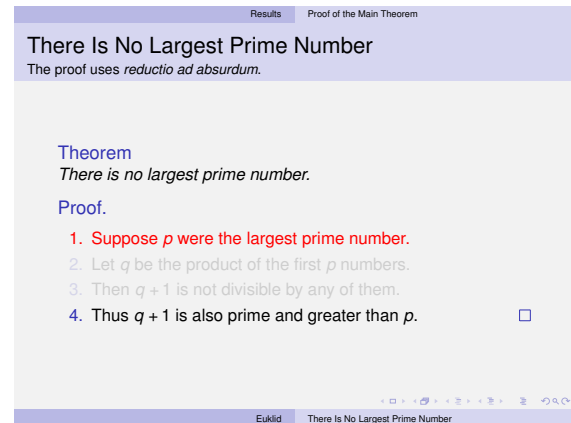 Results Proof of the Main Theorem
There Is No Largest Prime Number
The proof uses reductio ad absurdum.
Theorem
There is no largest prime number.
Proof.
1. Suppose p were the largest prime number.
2. Let q be the product of the first p numbers.
3. Then q + 1 is not divisible by any of them.
4. Thus q + 1 is also prime and greater than p.
Euklid There Is No Largest Prime Number